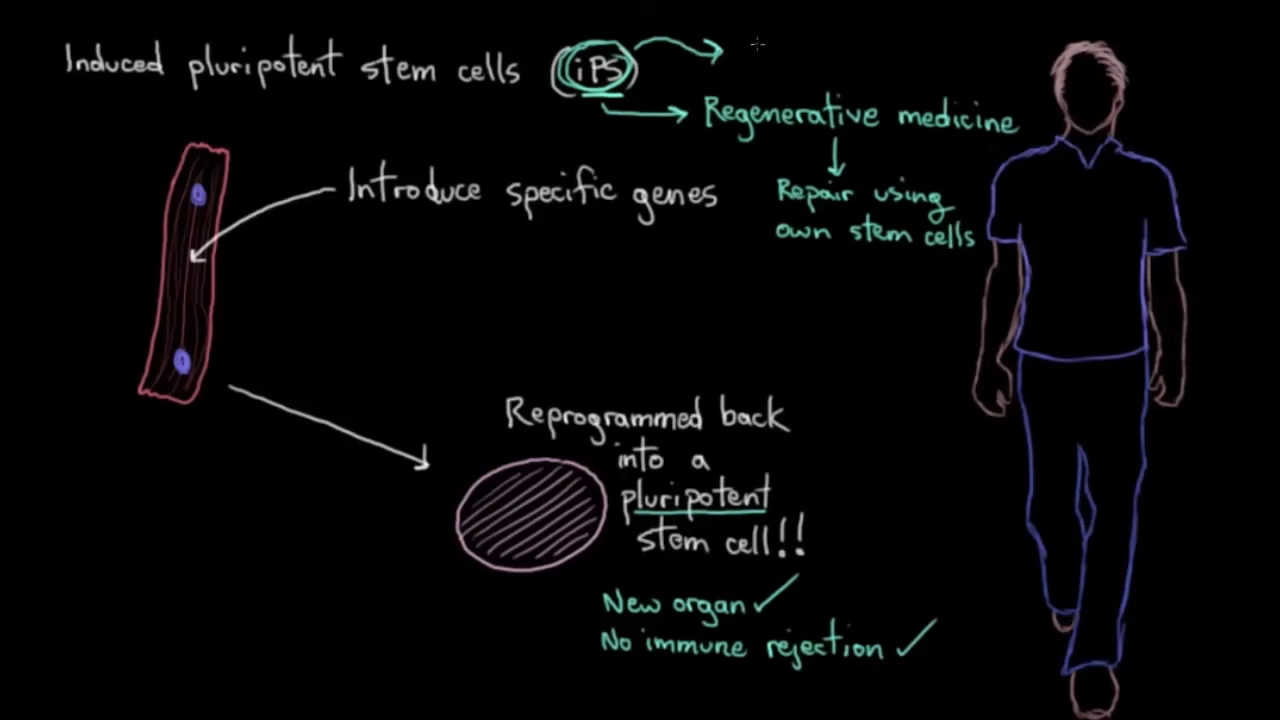 Induced pluripotent stem cells (iPS)
Regenerative medicine
Introduce specific genes
Repair using
own stem cells
Reprogrammed back
into a
pluripotent
stem cell!!
New organ ✓
No immune rejection ✓